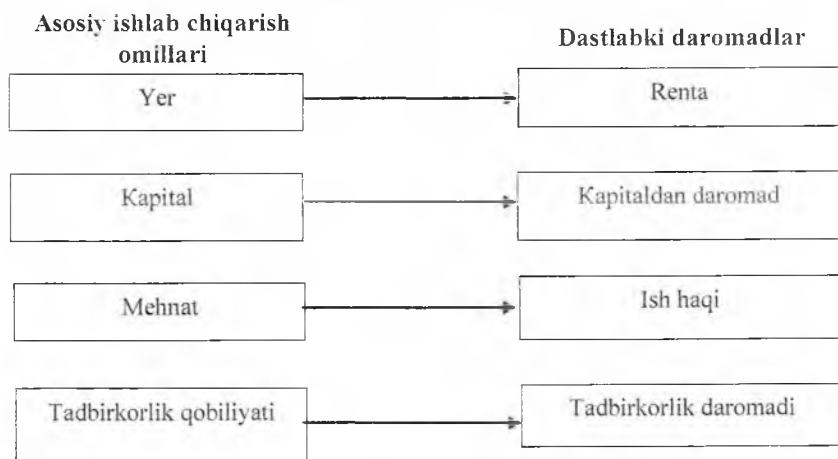 Asosiy ishlab chiqarish
omillari
Dastlabki daromadlar
Yer
Renta
Kapital
Kapitaldan daromad
Mehnat
Ish haqi
Tadbirkorlik qobiliyati
Tadbirkorlik daromadi